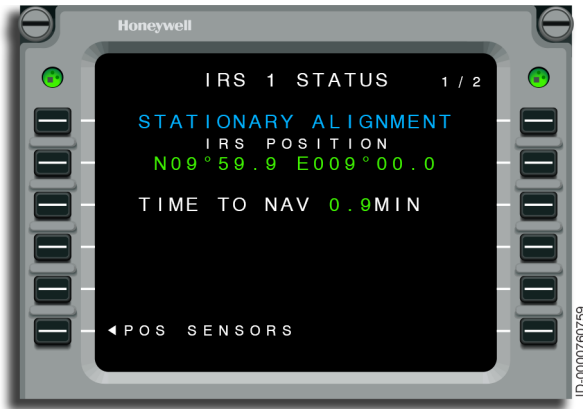 Honeywell
IRS 1 STATUS 1 / 2
STATIONARY ALIGNMENT
IRS POSITION
N09°59.9 E009°00.0
TIME TO NAV 0.9MIN
◄POS SENSORS
ID-0000760759